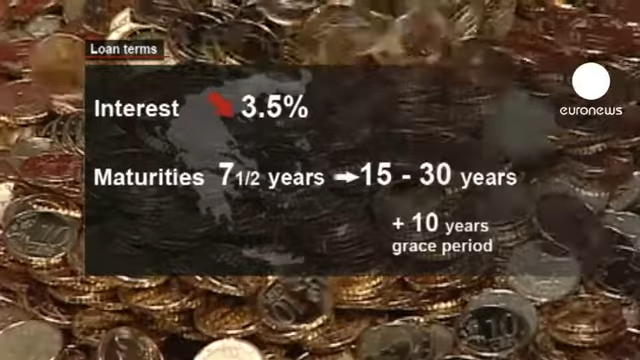 Loan terms
euronews
Interest 3.5%
Maturities 7 1/2 years 15 - 30 years
+ 10 years
grace period